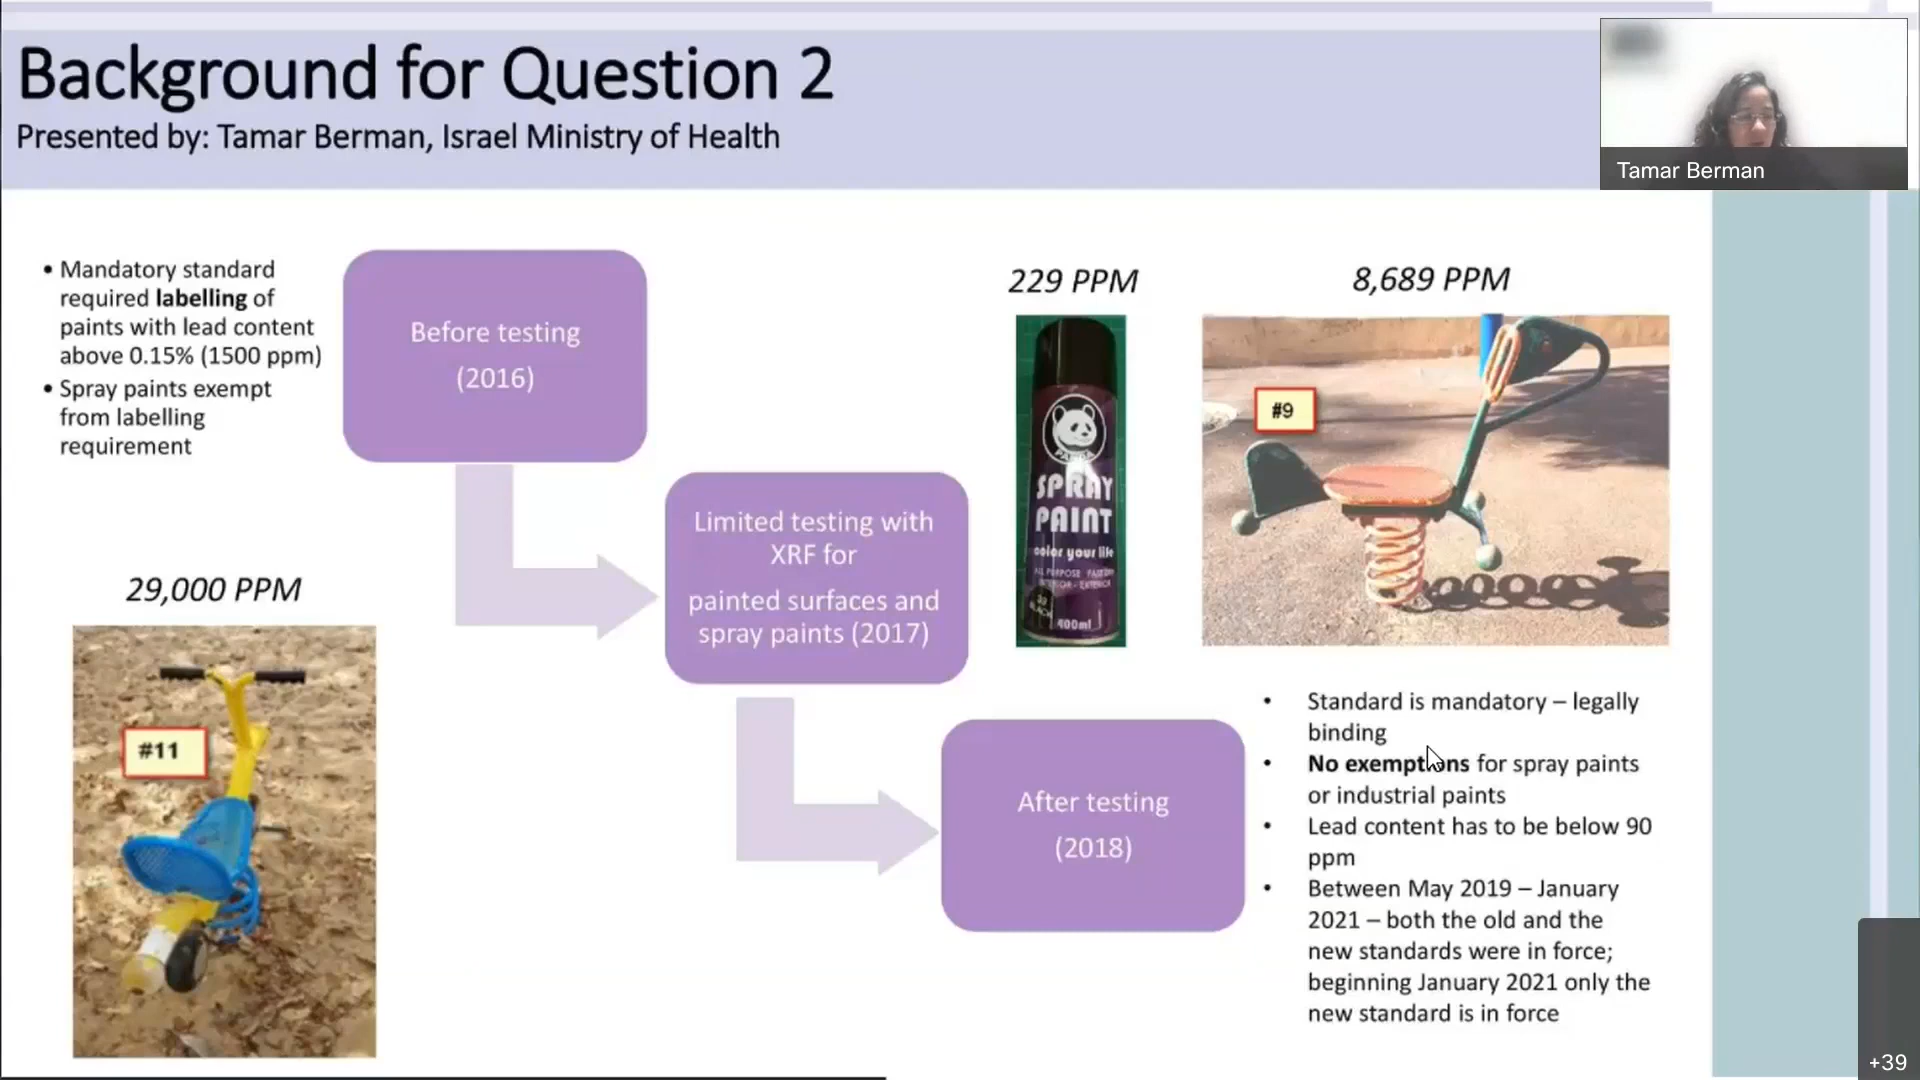 Background for Question 2
Presented by: Tamar Berman, Israel Ministry of Health
Tamar Berman
• Mandatory standard
required labelling of
paints with lead content
above 0.15% (1500 ppm)
• Spray paints exempt
from labelling
requirement
Before testing
(2016)
Limited testing with
XRF for
painted surfaces and
spray paints (2017)
After testing
(2018)
229 PPM
PANDA
SPRAY
PAINT
color your life
ALL PURPOSE
INTERIOR - EXTERIOR
BLACK
400ml
8,689 PPM
#9
29,000 PPM
#11
• Standard is mandatory – legally
binding
• No exemptions for spray paints
or industrial paints
• Lead content has to be below 90
ppm
• Between May 2019 – January
2021 – both the old and the
new standards were in force;
beginning January 2021 only the
new standard is in force
+39